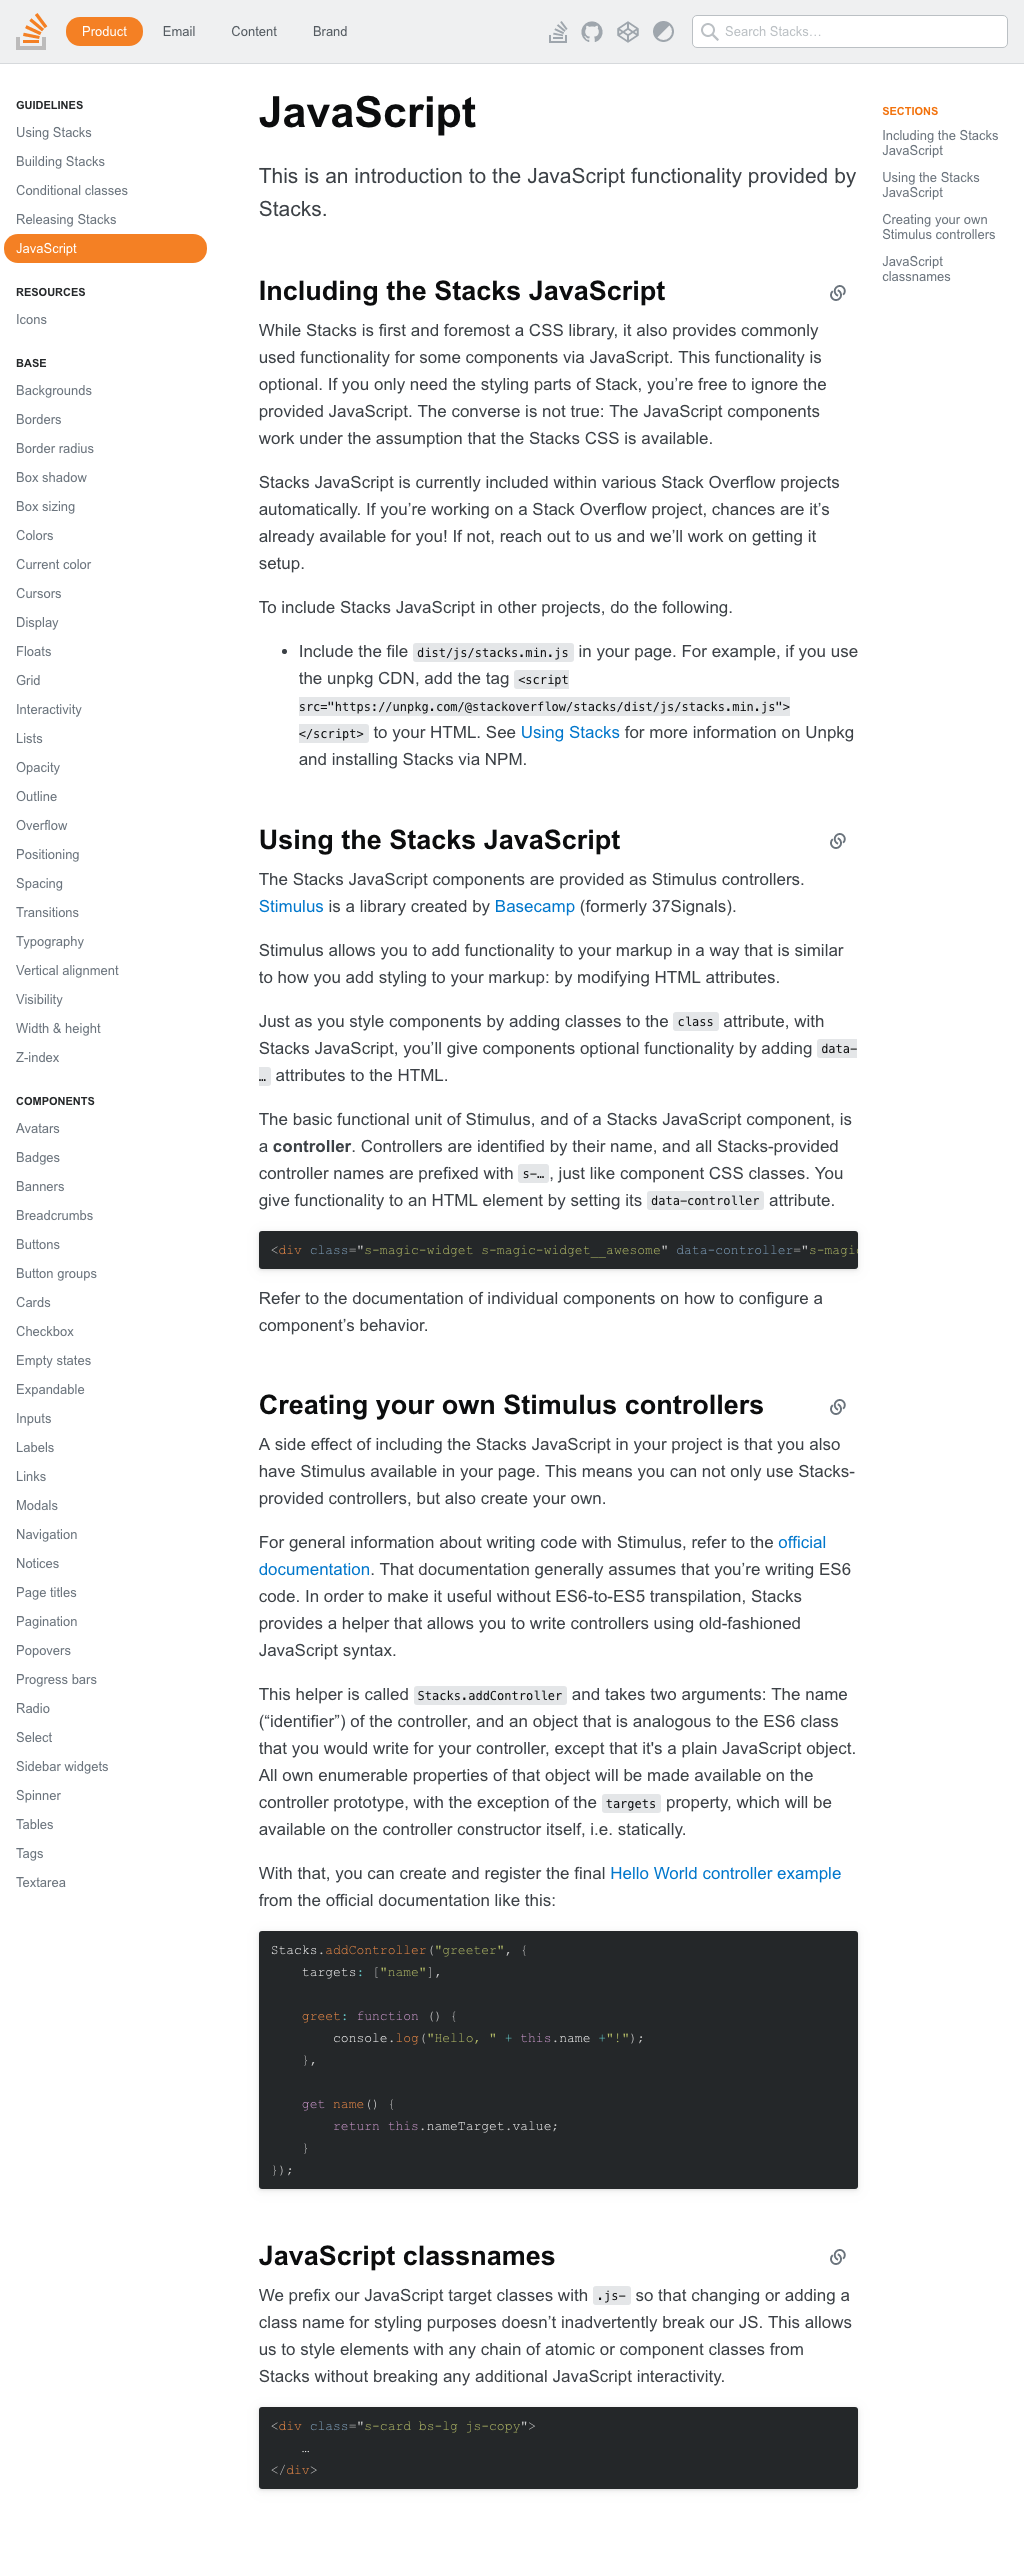 Product
Email
Content
Brand
Search Stacks…
GUIDELINES
Using Stacks
Building Stacks
Conditional classes
Releasing Stacks
JavaScript
RESOURCES
Icons
BASE
Backgrounds
Borders
Border radius
Box shadow
Box sizing
Colors
Current color
Cursors
Display
Floats
Grid
Interactivity
Lists
Opacity
Outline
Overflow
Positioning
Spacing
Transitions
Typography
Vertical alignment
Visibility
Width & height
Z-index
COMPONENTS
Avatars
Badges
Banners
Breadcrumbs
Buttons
Button groups
Cards
Checkbox
Empty states
Expandable
Inputs
Labels
Links
Modals
Navigation
Notices
Page titles
Pagination
Popovers
Progress bars
Radio
Select
Sidebar widgets
Spinner
Tables
Tags
Textarea
JavaScript
This is an introduction to the JavaScript functionality provided by
Stacks.
Including the Stacks JavaScript
While Stacks is first and foremost a CSS library, it also provides commonly
used functionality for some components via JavaScript. This functionality is
optional. If you only need the styling parts of Stack, you’re free to ignore the
provided JavaScript. The converse is not true: The JavaScript components
work under the assumption that the Stacks CSS is available.
Stacks JavaScript is currently included within various Stack Overflow projects
automatically. If you’re working on a Stack Overflow project, chances are it’s
already available for you! If not, reach out to us and we’ll work on getting it
setup.
To include Stacks JavaScript in other projects, do the following.
• Include the file dist/js/stacks.min.js in your page. For example, if you use
the unpkg CDN, add the tag <script
src="https://unpkg.com/@stackoverflow/stacks/dist/js/stacks.min.js">
</script> to your HTML. See Using Stacks for more information on Unpkg
and installing Stacks via NPM.
Using the Stacks JavaScript
The Stacks JavaScript components are provided as Stimulus controllers.
Stimulus is a library created by Basecamp (formerly 37Signals).
Stimulus allows you to add functionality to your markup in a way that is similar
to how you add styling to your markup: by modifying HTML attributes.
Just as you style components by adding classes to the class attribute, with
Stacks JavaScript, you’ll give components optional functionality by adding data-
… attributes to the HTML.
The basic functional unit of Stimulus, and of a Stacks JavaScript component, is
a controller. Controllers are identified by their name, and all Stacks-provided
controller names are prefixed with s-…, just like component CSS classes. You
give functionality to an HTML element by setting its data-controller attribute.
<div class="s-magic-widget s-magic-widget__awesome" data-controller="s-magic
Refer to the documentation of individual components on how to configure a
component’s behavior.
Creating your own Stimulus controllers
A side effect of including the Stacks JavaScript in your project is that you also
have Stimulus available in your page. This means you can not only use Stacks-
provided controllers, but also create your own.
For general information about writing code with Stimulus, refer to the official
documentation. That documentation generally assumes that you’re writing ES6
code. In order to make it useful without ES6-to-ES5 transpilation, Stacks
provides a helper that allows you to write controllers using old-fashioned
JavaScript syntax.
This helper is called Stacks.addController and takes two arguments: The name
(“identifier”) of the controller, and an object that is analogous to the ES6 class
that you would write for your controller, except that it's a plain JavaScript object.
All own enumerable properties of that object will be made available on the
controller prototype, with the exception of the targets property, which will be
available on the controller constructor itself, i.e. statically.
With that, you can create and register the final Hello World controller example
from the official documentation like this:
Stacks.addController("greeter", {
targets: ["name"],
greet: function () {
console.log("Hello, " + this.name +"!");
},
get name() {
return this.nameTarget.value;
}
});
JavaScript classnames
We prefix our JavaScript target classes with .js- so that changing or adding a
class name for styling purposes doesn’t inadvertently break our JS. This allows
us to style elements with any chain of atomic or component classes from
Stacks without breaking any additional JavaScript interactivity.
<div class="s-card bs-lg js-copy">
…
</div>
SECTIONS
Including the Stacks
JavaScript
Using the Stacks
JavaScript
Creating your own
Stimulus controllers
JavaScript
classnames